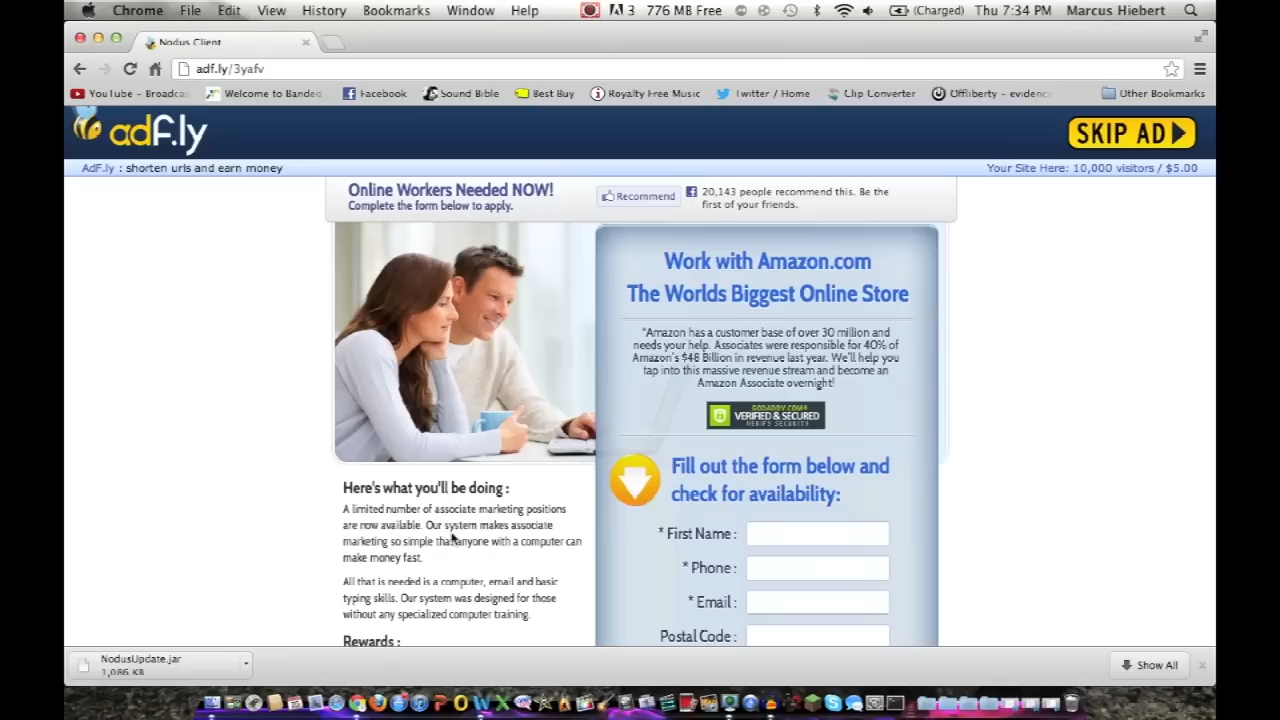 Chrome File Edit View History Bookmarks Window Help 3 776 MB Free (Charged) Thu 7:34 PM Marcus Hiebert
Nodus Client
adf.ly/3yafv
YouTube - Broadcas Welcome to Banded Facebook Sound Bible Best Buy Royalty Free Music Twitter / Home Clip Converter Offliberty - evidenc Other Bookmarks
adf.ly
SKIP AD
AdF.ly : shorten urls and earn money
Your Site Here: 10,000 visitors / $5.00
Online Workers Needed NOW!
Complete the form below to apply.
Recommend
20,143 people recommend this. Be the
first of your friends.
Work with Amazon.com
The Worlds Biggest Online Store
*Amazon has a customer base of over 30 million and
needs your help. Associates were responsible for 40% of
Amazon's $48 Billion in revenue last year. We'll help you
tap into this massive revenue stream and become an
Amazon Associate overnight!
GODADDY.COM®
VERIFIED & SECURED
VERIFY SECURITY
Fill out the form below and
check for availability:
* First Name :
* Phone :
* Email :
Postal Code :
Here's what you'll be doing :
A limited number of associate marketing positions
are now available. Our system makes associate
marketing so simple that anyone with a computer can
make money fast.
All that is needed is a computer, email and basic
typing skills. Our system was designed for those
without any specialized computer training.
Rewards :
NodusUpdate.jar
1,086 KB
Show All